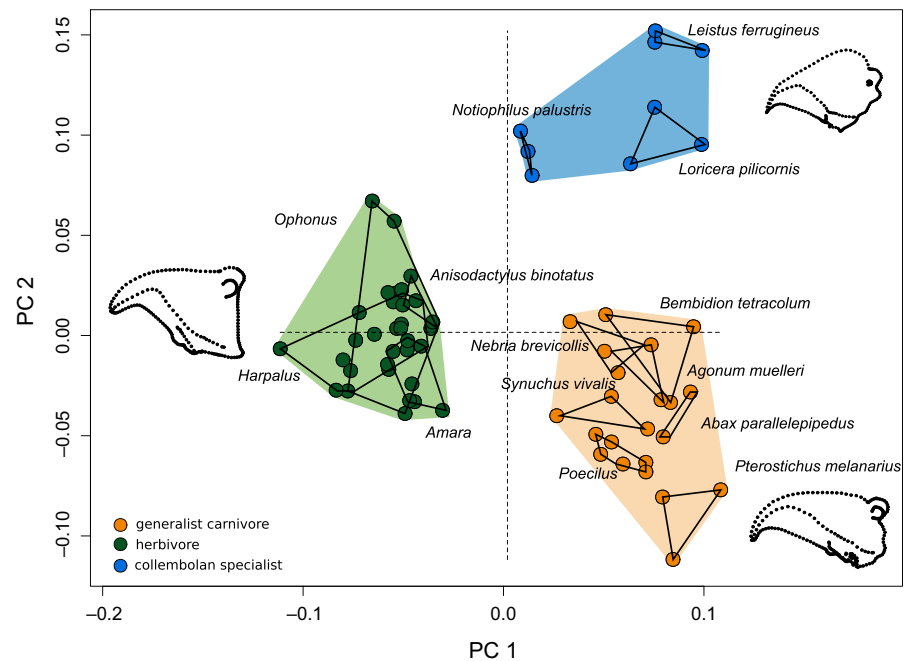 0.15
0.10
0.05
0.00
−0.05
−0.10
PC 2
Leistus ferrugineus
Notiophilus palustris
Loricera pilicornis
Ophonus
Anisodactylus binotatus
Harpalus
Amara
Bembidion tetracolum
Nebria brevicollis
Agonum muelleri
Synuchus vivalis
Abax parallelepipedus
Poecilus
Pterostichus melanarius
generalist carnivore
herbivore
collembolan specialist
−0.2
−0.1
0.0
0.1
PC 1